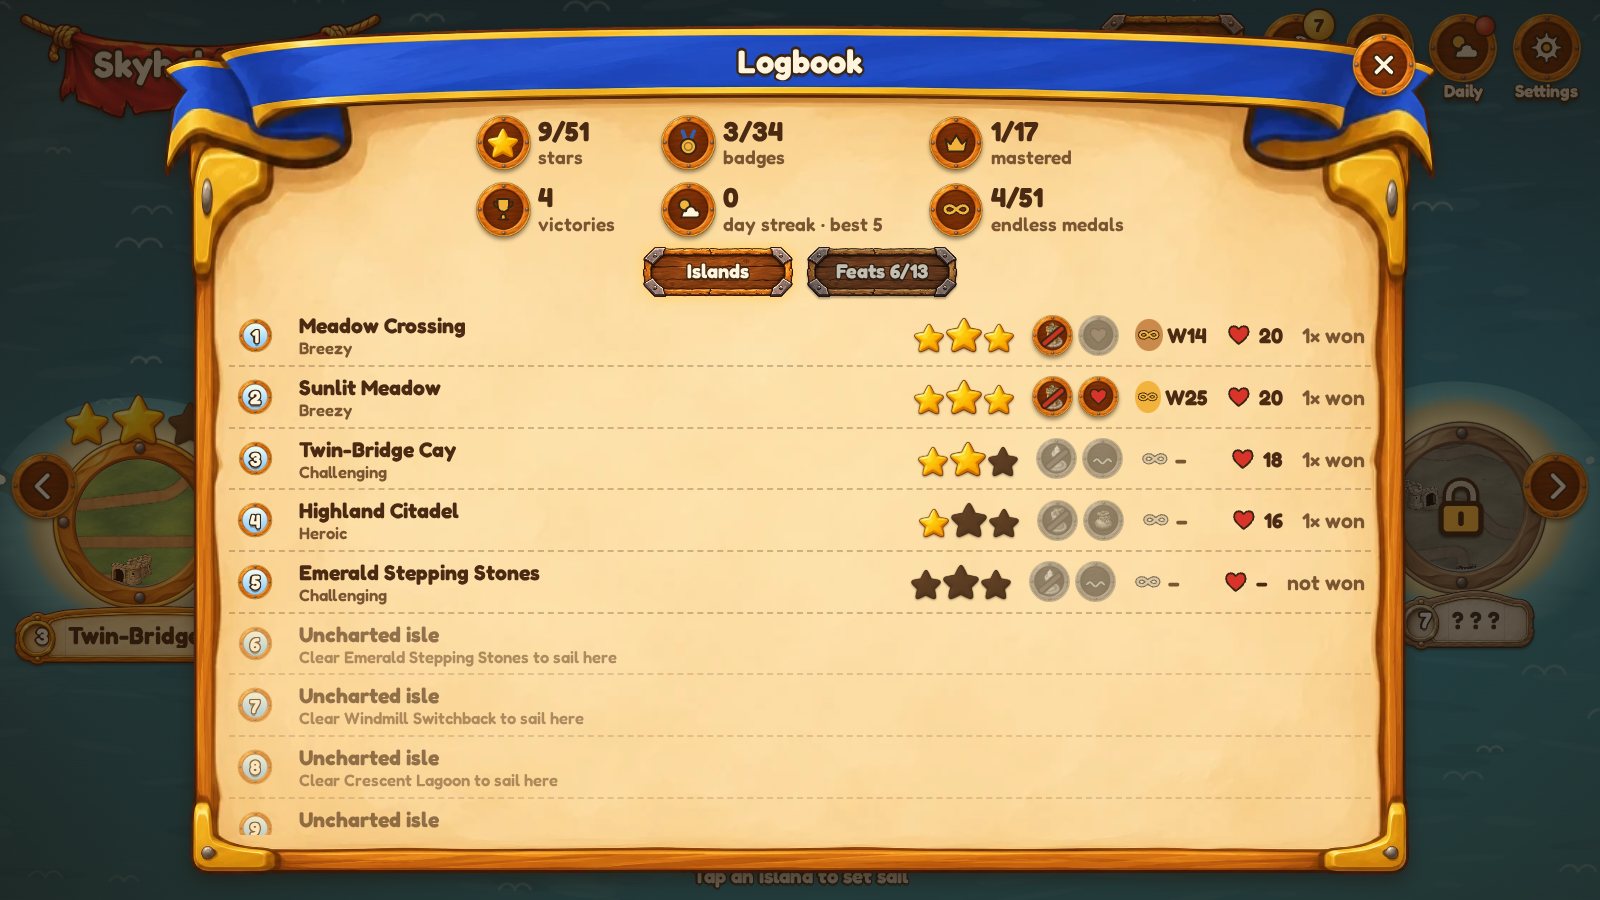 Logbook
7
Daily
Settings
9/51
stars
3/34
badges
1/17
mastered
4
victories
0
day streak · best 5
4/51
endless medals
Islands
Feats 6/13
1
Meadow Crossing
Breezy
W14
20
1x won
2
Sunlit Meadow
Breezy
W25
20
1x won
3
Twin-Bridge Cay
Challenging
–
18
1x won
4
Highland Citadel
Heroic
–
16
1x won
5
Emerald Stepping Stones
Challenging
–
–
not won
6
Uncharted isle
Clear Emerald Stepping Stones to sail here
7
Uncharted isle
Clear Windmill Switchback to sail here
8
Uncharted isle
Clear Crescent Lagoon to sail here
9
Uncharted isle
3
Twin-Bridge
7
???
Tap an island to set sail